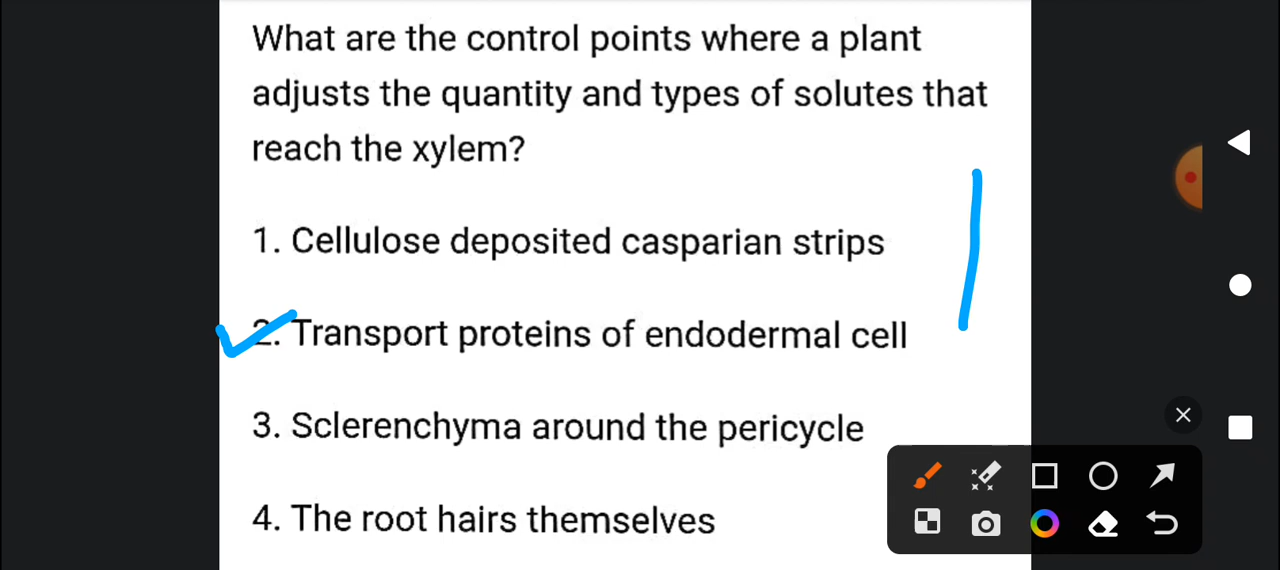 What are the control points where a plant
adjusts the quantity and types of solutes that
reach the xylem?
1. Cellulose deposited casparian strips
2. Transport proteins of endodermal cell
3. Sclerenchyma around the pericycle
4. The root hairs themselves